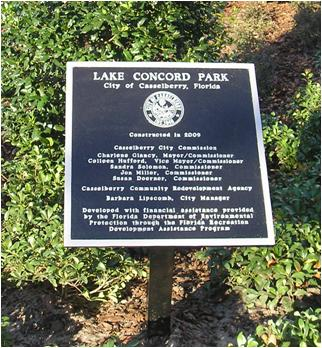 LAKE CONCORD PARK
City of Casselberry, Florida
Constructed in 2009
Casselberry City Commission
Charlene Glancy, Mayor/Commissioner
Colleen Hufford, Vice Mayor/Commissioner
Sandra Solomon, Commissioner
Jon Miller, Commissioner
Susan Doerner, Commissioner
Casselberry Community Redevelopment Agency
Barbara Lipscomb, City Manager
Developed with financial assistance provided
by the Florida Department of Environmental
Protection through the Florida Recreation
Development Assistance Program